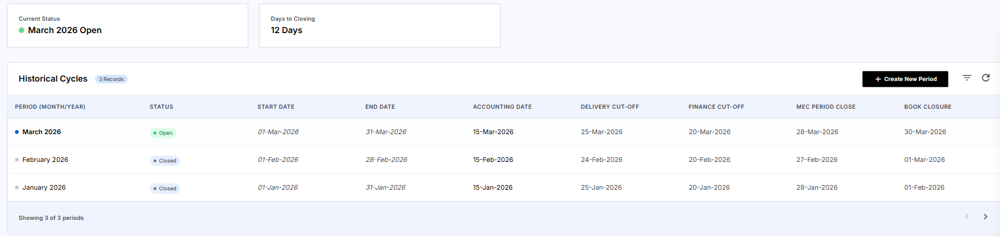 Current Status
March 2026 Open
Days to Closing
12 Days
Historical Cycles 3 Records
+ Create New Period
PERIOD (MONTH/YEAR) STATUS START DATE END DATE ACCOUNTING DATE DELIVERY CUT-OFF FINANCE CUT-OFF MEC PERIOD CLOSE BOOK CLOSURE
March 2026 Open 01-Mar-2026 31-Mar-2026 15-Mar-2026 25-Mar-2026 20-Mar-2026 28-Mar-2026 30-Mar-2026
February 2026 Closed 01-Feb-2026 28-Feb-2026 15-Feb-2026 24-Feb-2026 20-Feb-2026 27-Feb-2026 01-Mar-2026
January 2026 Closed 01-Jan-2026 31-Jan-2026 15-Jan-2026 25-Jan-2026 20-Jan-2026 28-Jan-2026 01-Feb-2026
Showing 3 of 3 periods